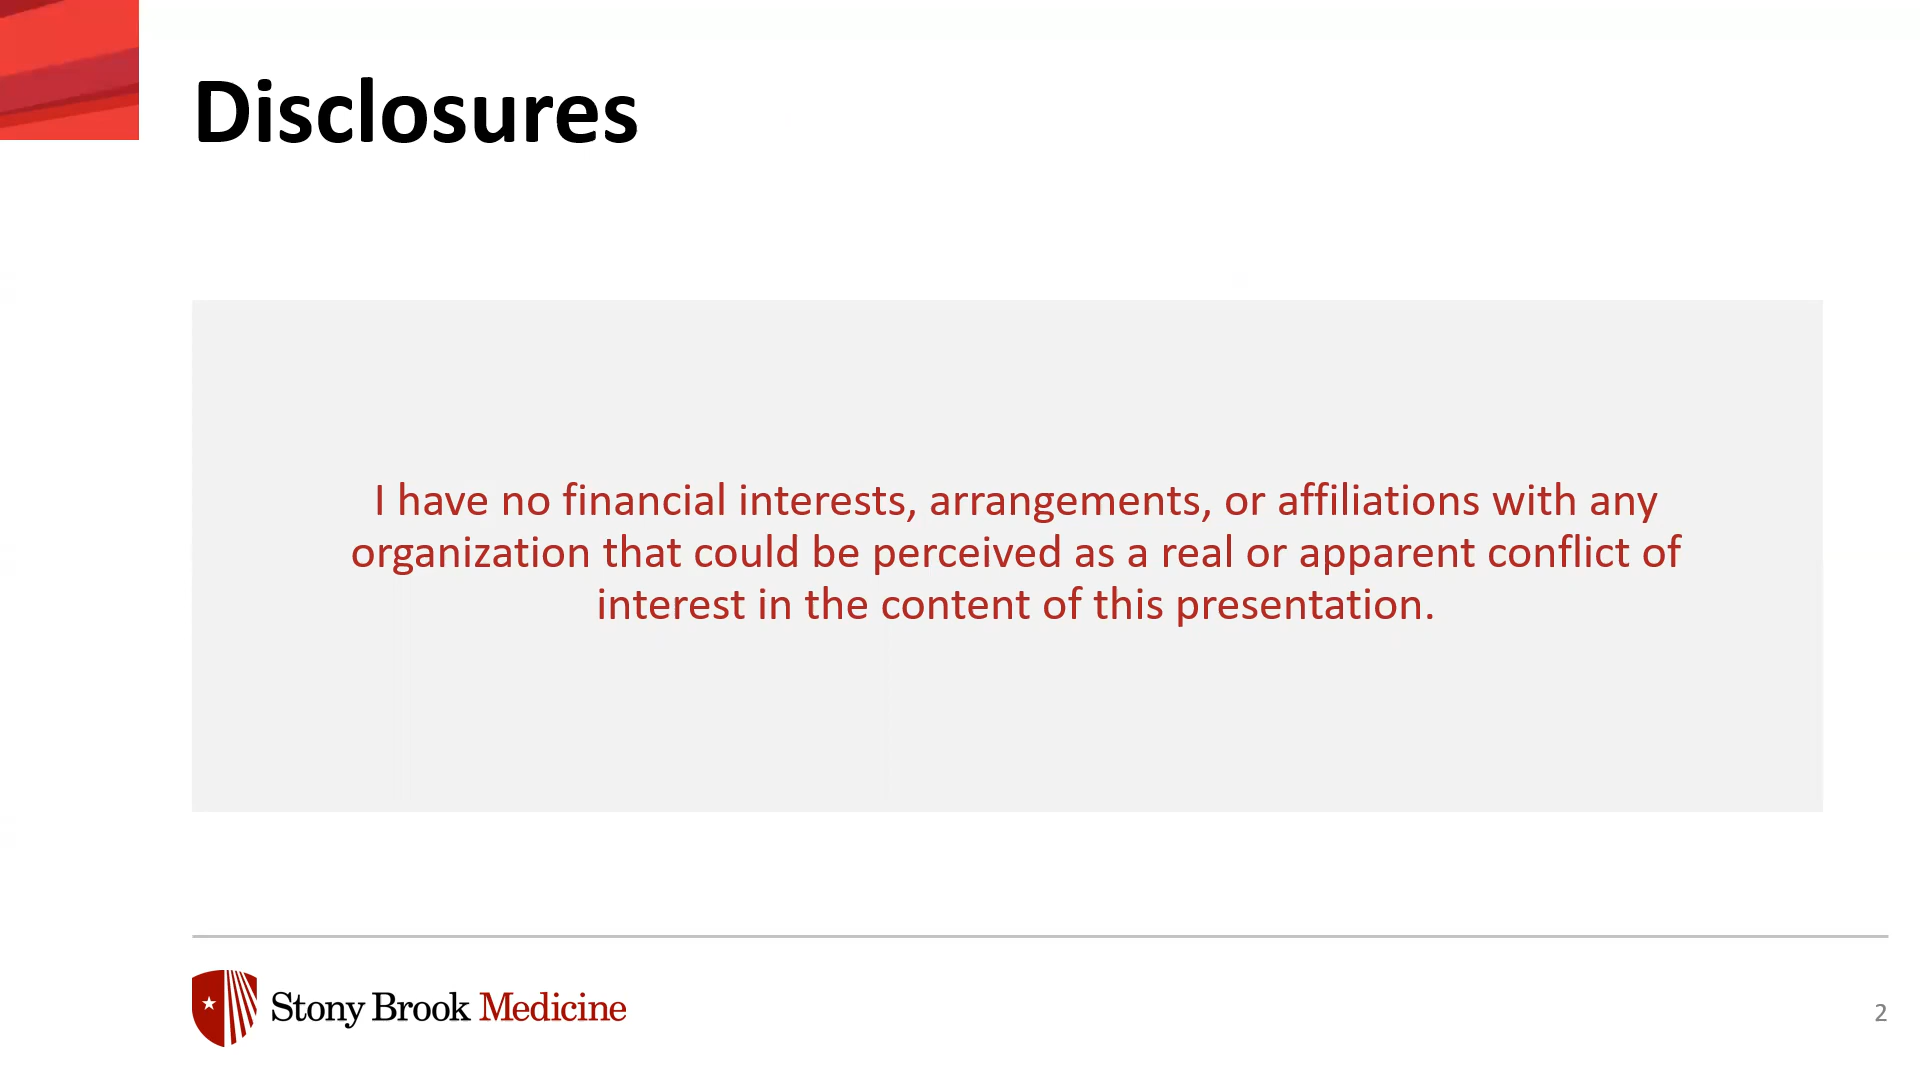 Disclosures
I have no financial interests, arrangements, or affiliations with any
organization that could be perceived as a real or apparent conflict of
interest in the content of this presentation.
Stony Brook Medicine
2